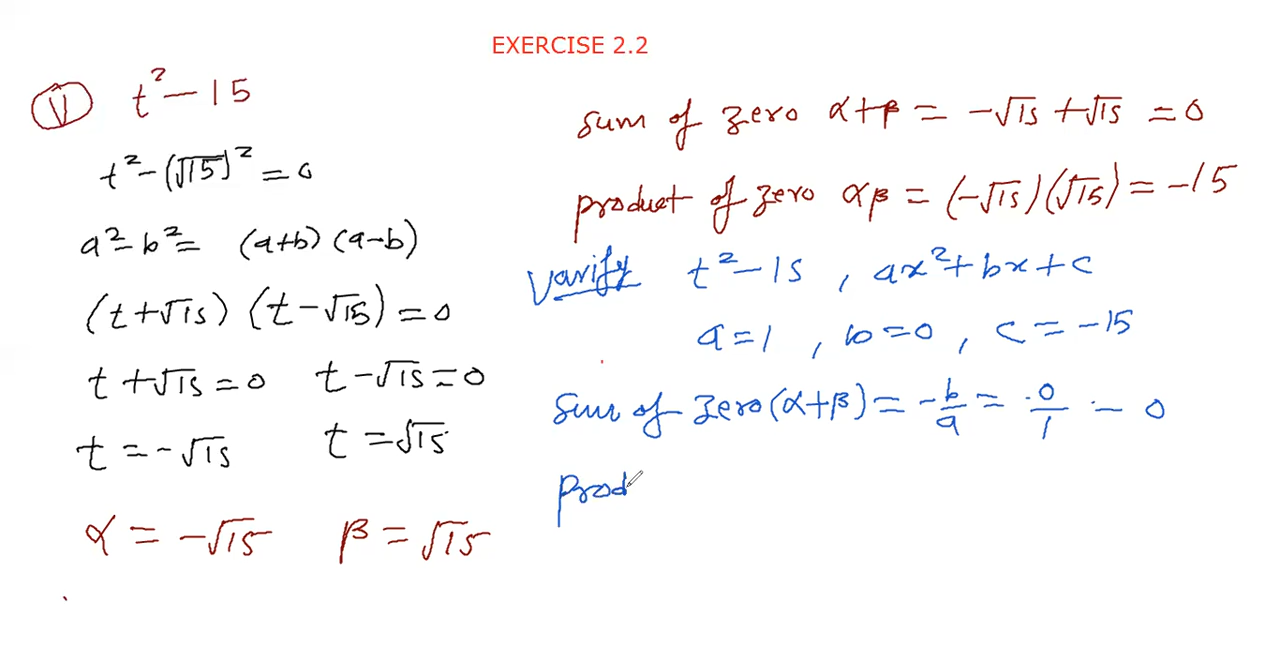 EXERCISE 2.2
(V) t² − 15
t² − (√15)² = 0
a² − b² = (a+b) (a−b)
(t+√15) (t−√15) = 0
t + √15 = 0 t − √15 = 0
t = −√15 t = √15
α = −√15 β = √15
sum of zero α+β = −√15 + √15 = 0
product of zero αβ = (−√15)(√15) = −15
Varify t² − 15 , ax² + bx + c
a = 1 , b = 0 , c = −15
Sum of zero (α+β) = −b/a = 0/1 − 0
Prod